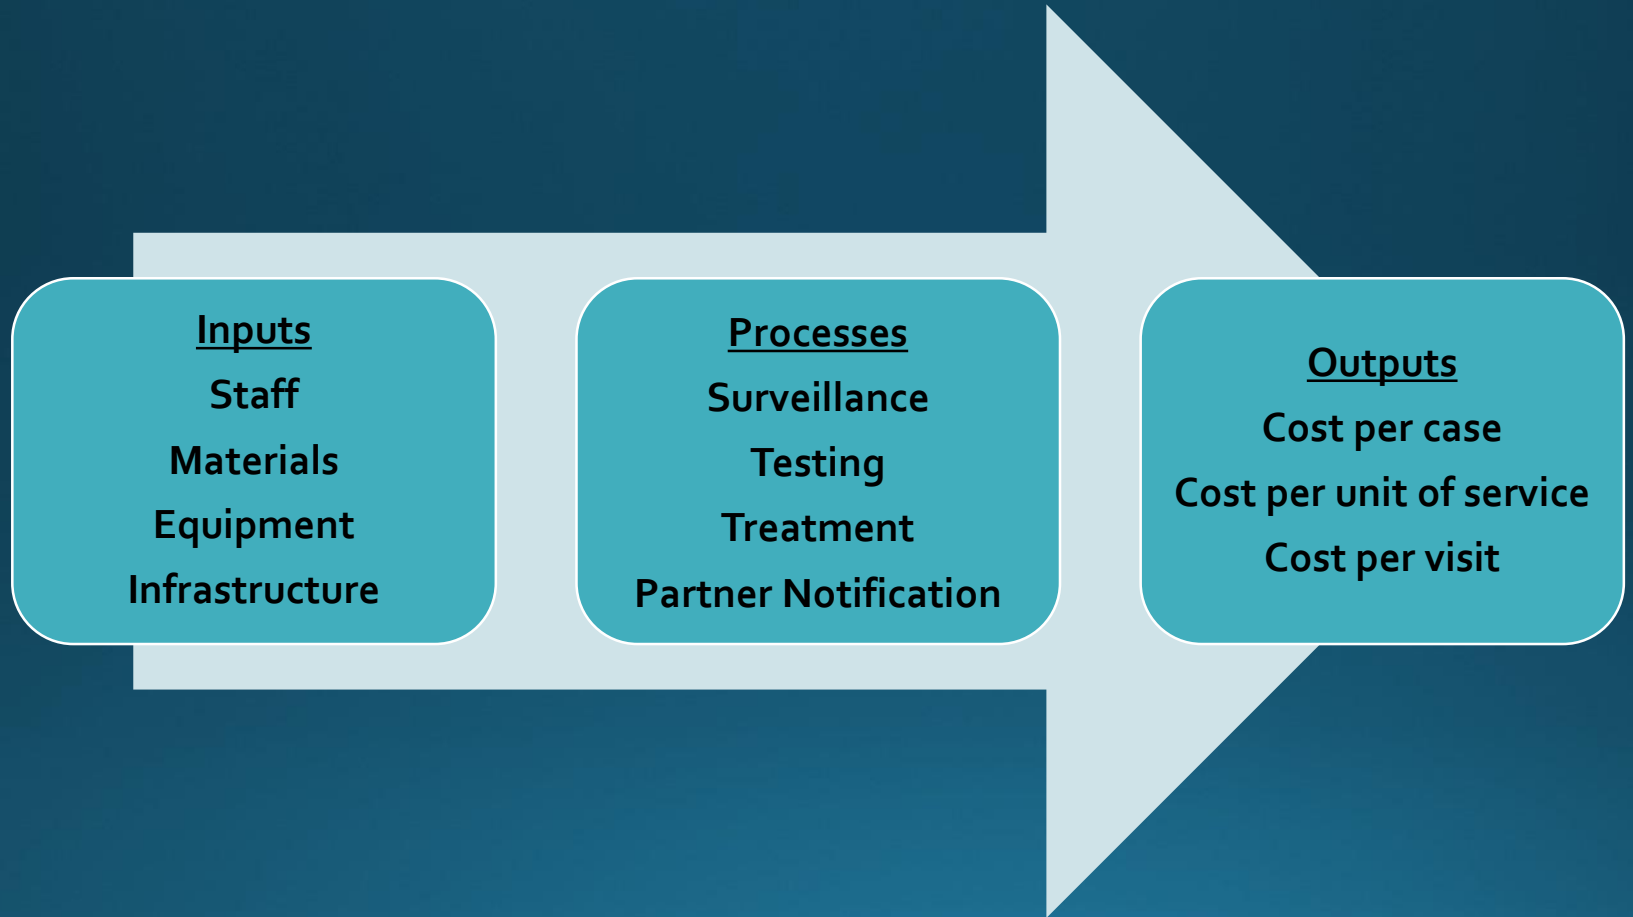 Inputs
Staff
Materials
Equipment
Infrastructure
Processes
Surveillance
Testing
Treatment
Partner Notification
Outputs
Cost per case
Cost per unit of service
Cost per visit